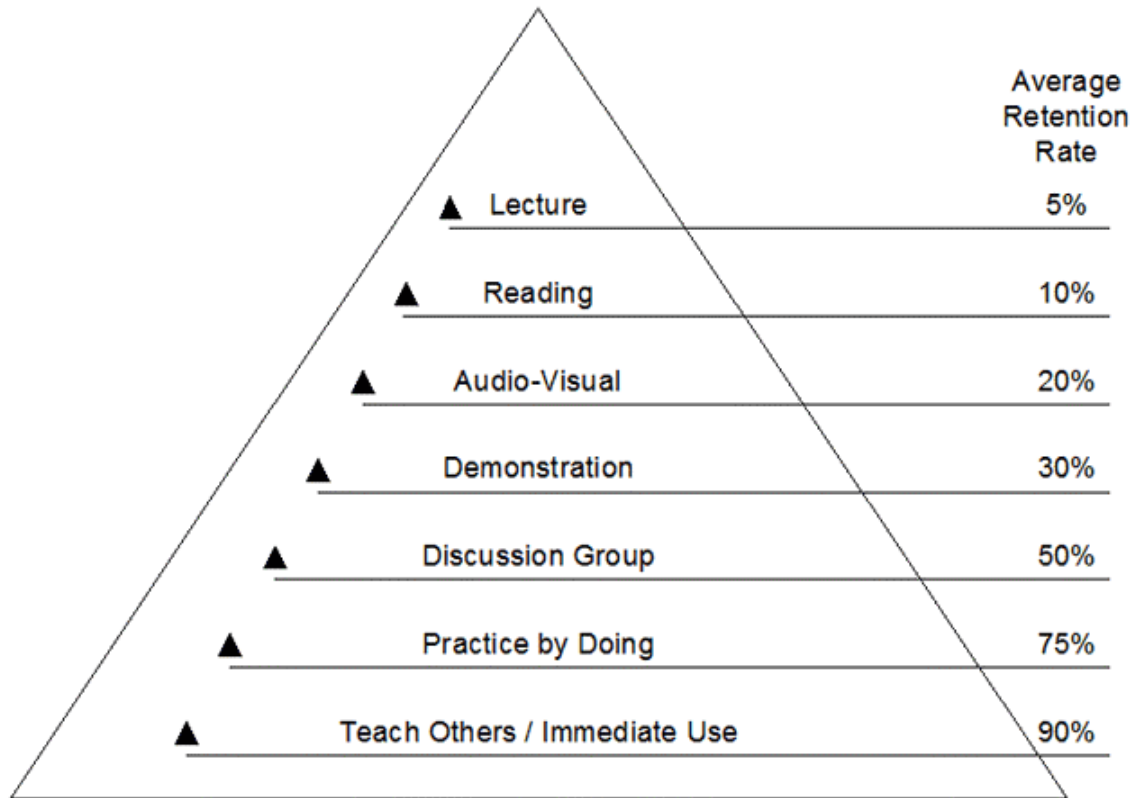 Average
Retention
Rate
Lecture 5%
Reading 10%
Audio-Visual 20%
Demonstration 30%
Discussion Group 50%
Practice by Doing 75%
Teach Others / Immediate Use 90%